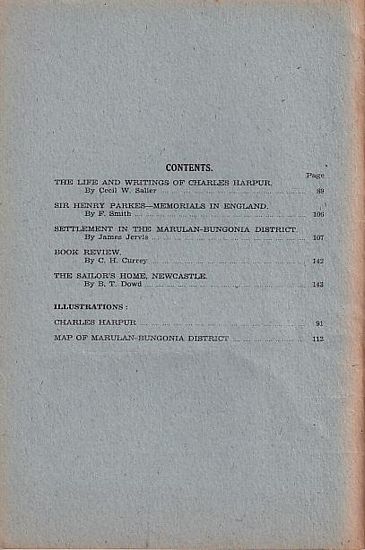 CONTENTS.
Page
THE LIFE AND WRITINGS OF CHARLES HARPUR.
By Cecil W. Salier 89
SIR HENRY PARKES—MEMORIALS IN ENGLAND.
By F. Smith 106
SETTLEMENT IN THE MARULAN-BUNGONIA DISTRICT.
By James Jervis 107
BOOK REVIEW.
By C. H. Currey 142
THE SAILOR'S HOME, NEWCASTLE.
By B. T. Dowd 143
ILLUSTRATIONS:
CHARLES HARPUR 91
MAP OF MARULAN-BUNGONIA DISTRICT 112